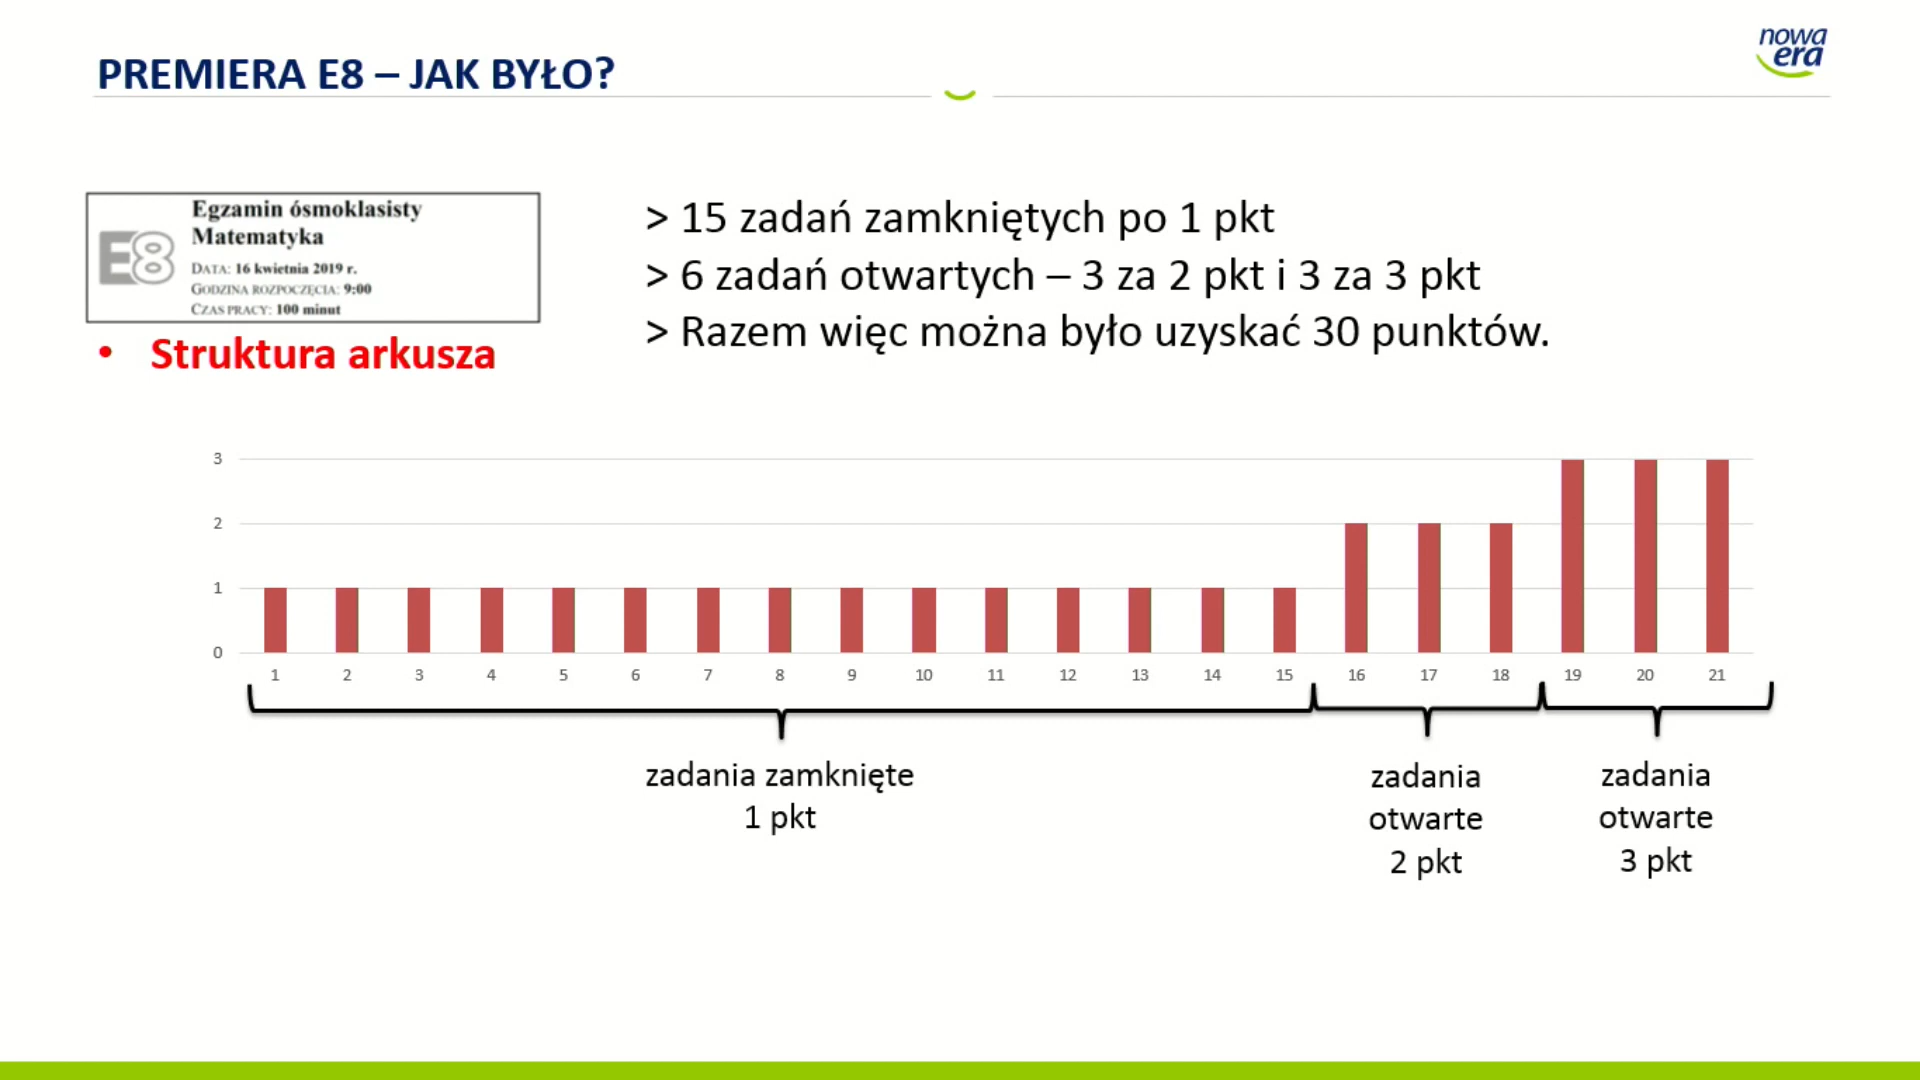 PREMIERA E8 – JAK BYŁO?
nowa
era
E8
Egzamin ósmoklasisty
Matematyka
DATA: 16 kwietnia 2019 r.
GODZINA ROZPOCZĘCIA: 9:00
CZAS PRACY: 100 minut
• Struktura arkusza
> 15 zadań zamkniętych po 1 pkt
> 6 zadań otwartych – 3 za 2 pkt i 3 za 3 pkt
> Razem więc można było uzyskać 30 punktów.
3
2
1
0
1 2 3 4 5 6 7 8 9 10 11 12 13 14 15 16 17 18 19 20 21
zadania zamknięte
1 pkt
zadania
otwarte
2 pkt
zadania
otwarte
3 pkt